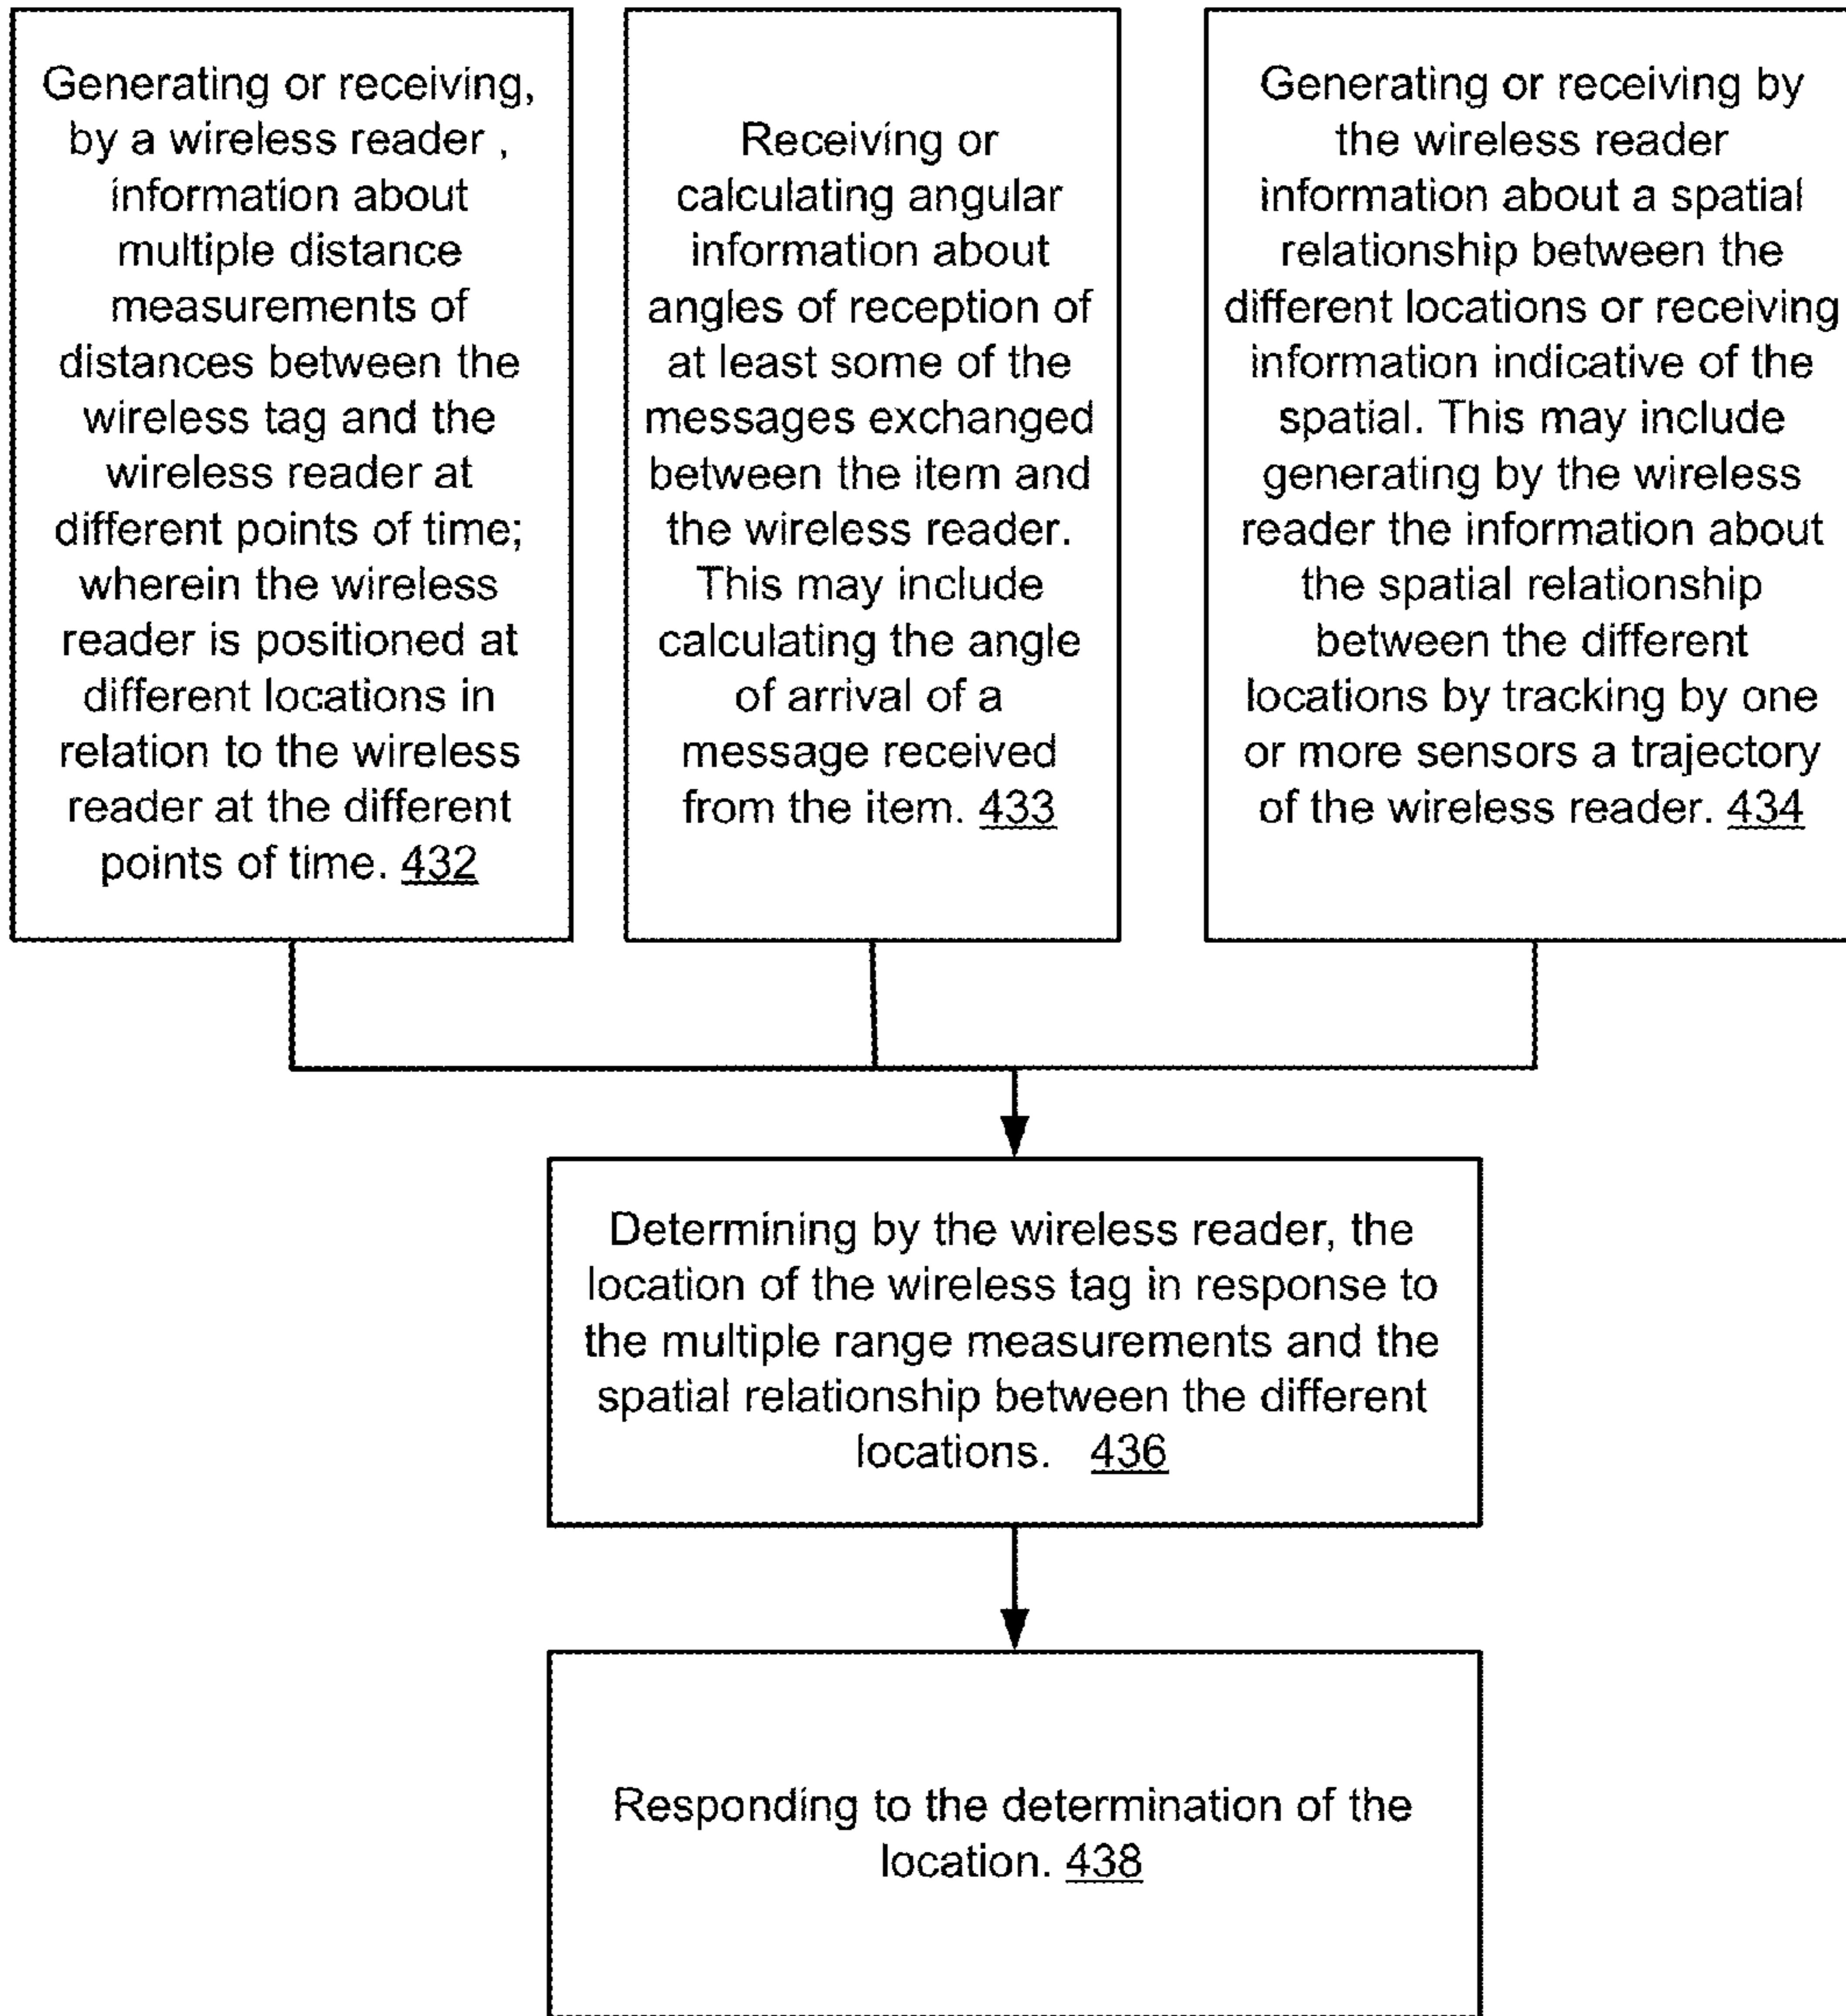 Generating or receiving,
by a wireless reader ,
information about
multiple distance
measurements of
distances between the
wireless tag and the
wireless reader at
different points of time;
wherein the wireless
reader is positioned at
different locations in
relation to the wireless
reader at the different
points of time. 432
Receiving or
calculating angular
information about
angles of reception of
at least some of the
messages exchanged
between the item and
the wireless reader.
This may include
calculating the angle
of arrival of a
message received
from the item. 433
Generating or receiving by
the wireless reader
information about a spatial
relationship between the
different locations or receiving
information indicative of the
spatial. This may include
generating by the wireless
reader the information about
the spatial relationship
between the different
locations by tracking by one
or more sensors a trajectory
of the wireless reader. 434
Determining by the wireless reader, the
location of the wireless tag in response to
the multiple range measurements and the
spatial relationship between the different
locations. 436
Responding to the determination of the
location. 438